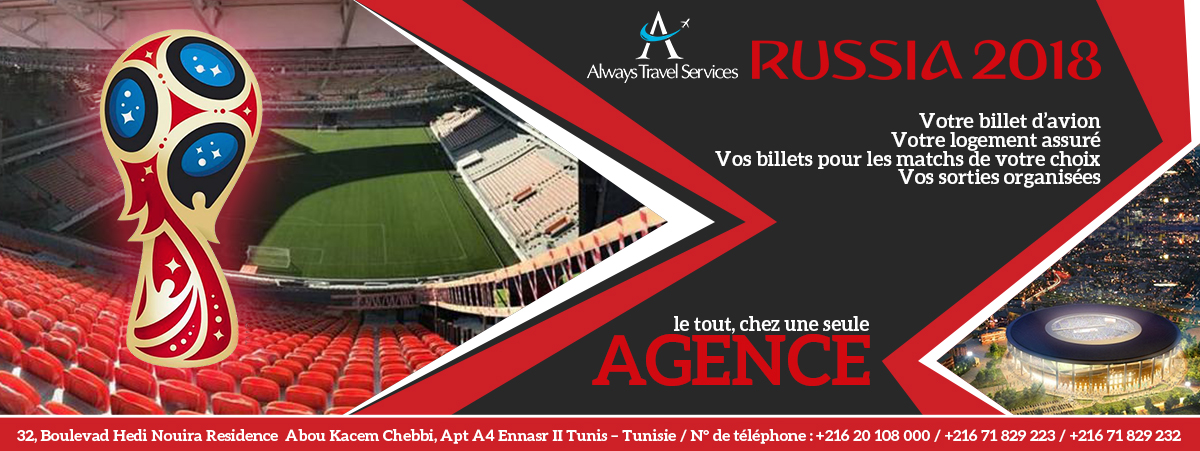 A
Always Travel Services
RUSSIA 2018
Votre billet d'avion
Votre logement assuré
Vos billets pour les matchs de votre choix
Vos sorties organisées
le tout, chez une seule
AGENCE
32, Boulevad Hedi Nouira Residence Abou Kacem Chebbi, Apt A4 Ennasr II Tunis – Tunisie / N° de téléphone : +216 20 108 000 / +216 71 829 223 / +216 71 829 232